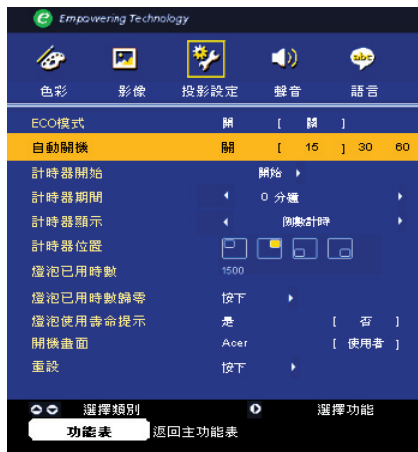 e Empowering Technology
abc
色彩 影像 投影設定 聲音 語言
ECO模式 開 [ 關 ]
自動關機 關 [ 15 ] 30 60
計時器開始 開始
計時器期間 0 分鐘
計時器顯示 倒數計時
計時器位置
燈泡已用時數 1500
燈泡已用時數歸零 按下
燈泡使用壽命提示 是 [ 否 ]
開機畫面 Acer [ 使用者 ]
重設 按下
選擇類別 選擇功能
功能表 返回主功能表